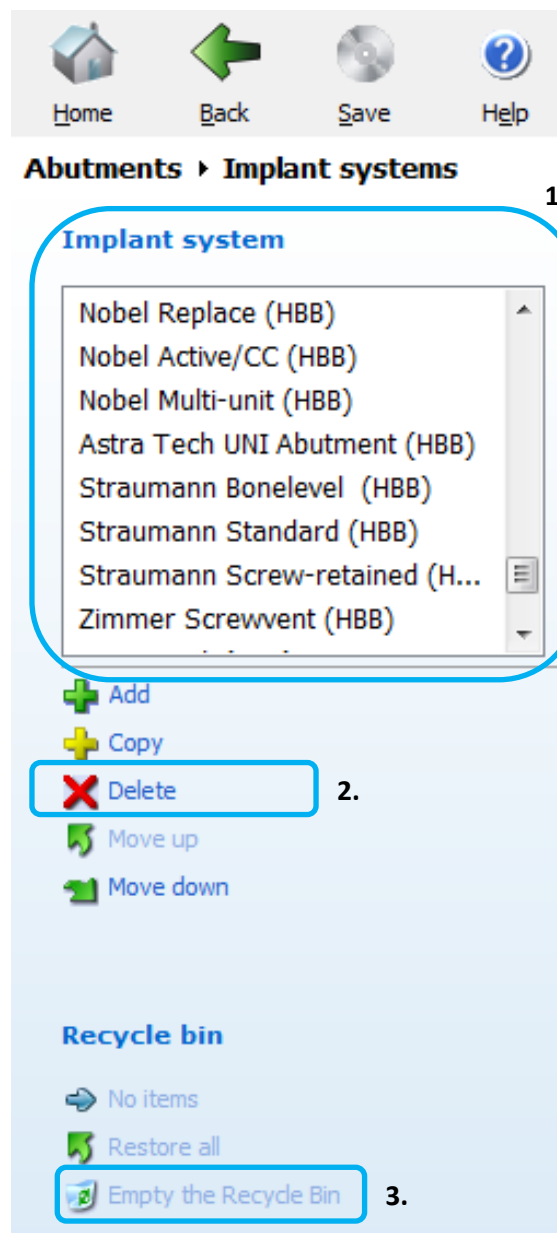 Home Back Save Help
Abutments ▸ Implant systems
1
Implant system
Nobel Replace (HBB)
Nobel Active/CC (HBB)
Nobel Multi-unit (HBB)
Astra Tech UNI Abutment (HBB)
Straumann Bonelevel (HBB)
Straumann Standard (HBB)
Straumann Screw-retained (H...
Zimmer Screwvent (HBB)
Add
Copy
Delete 2.
Move up
Move down
Recycle bin
No items
Restore all
Empty the Recycle Bin 3.